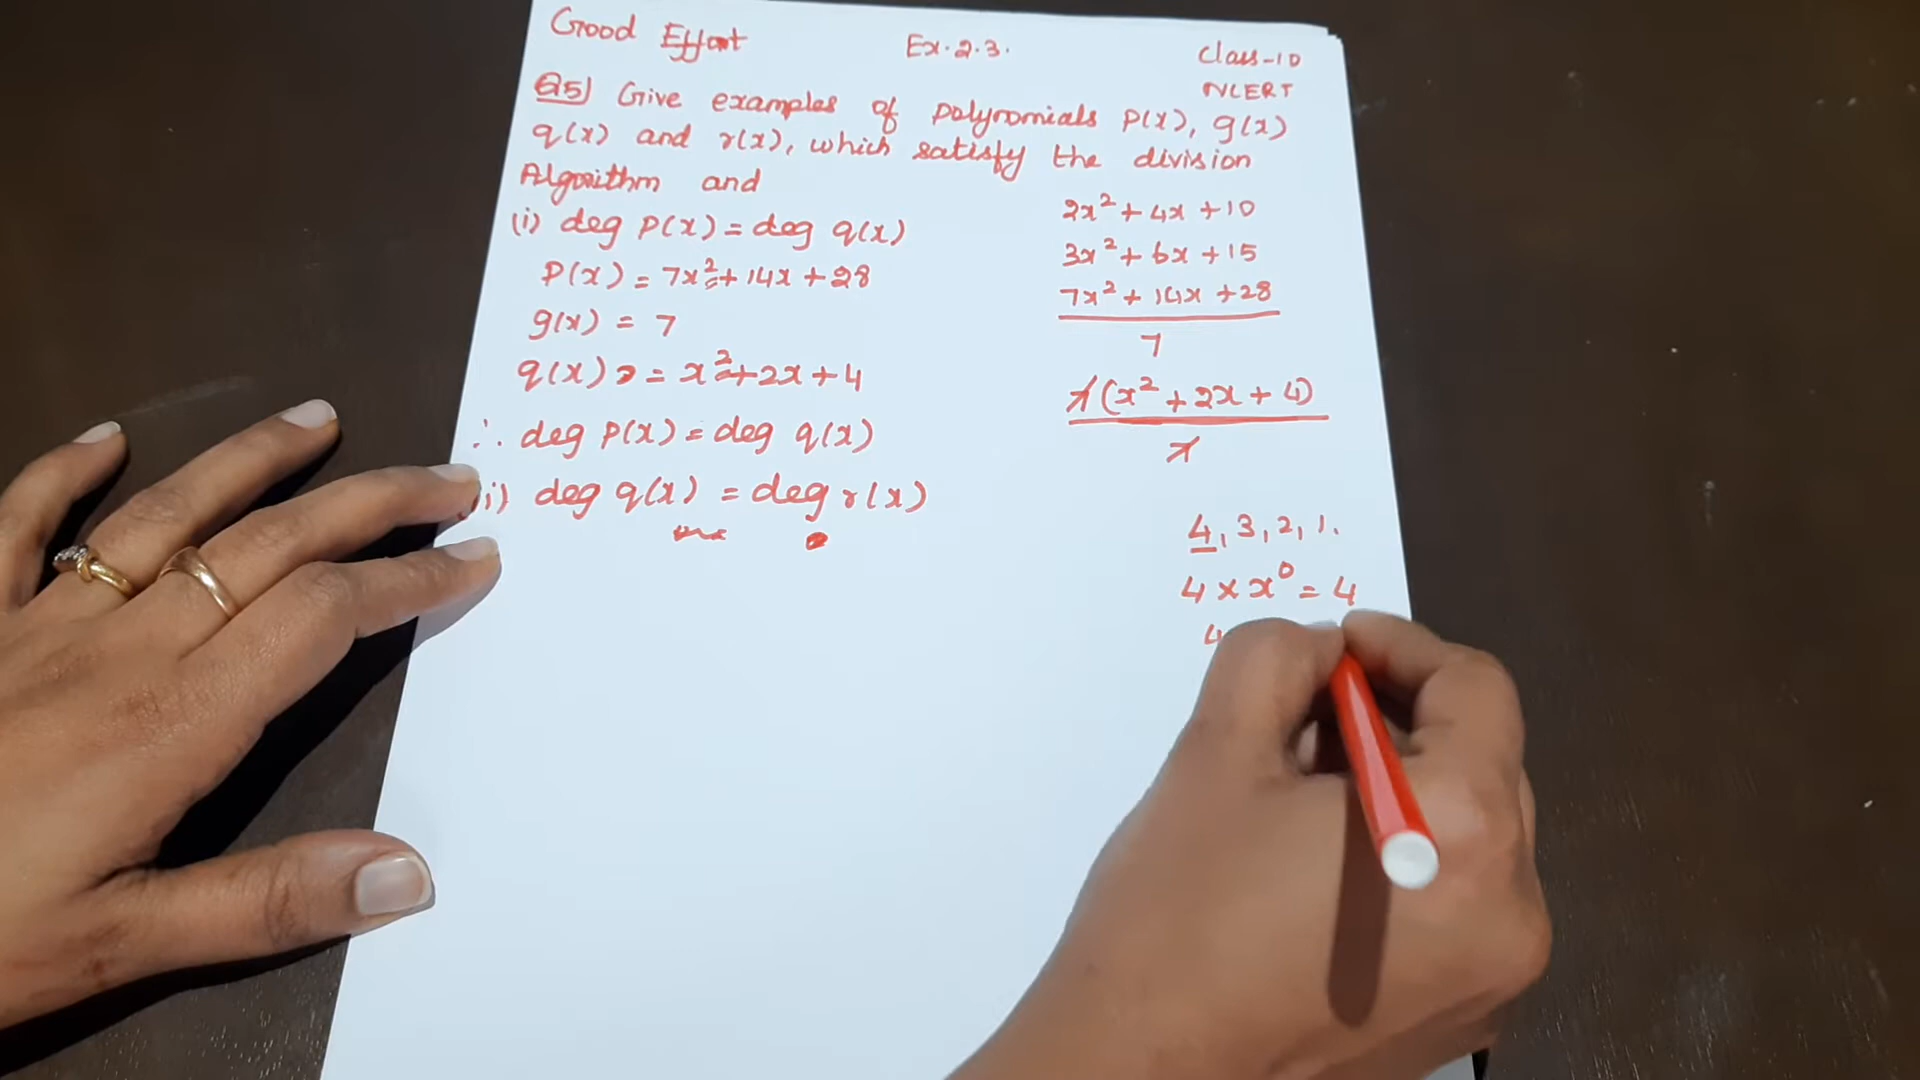 Good Effort Ex. 2.3. Class-10
NCERT
Q5) Give examples of polynomials P(x), g(x)
q(x) and r(x), which satisfy the division
Algorithm and
(i) deg P(x) = deg q(x)
P(x) = 7x²+ 14x + 28
g(x) = 7
q(x) = x²+2x+4
∴ deg P(x) = deg q(x)
i) deg q(x) = deg r(x)
2x² + 4x + 10
3x² + 6x + 15
7x² + 14x + 28
7
7(x² + 2x + 4)
7
4, 3, 2, 1.
4 × x⁰ = 4
4